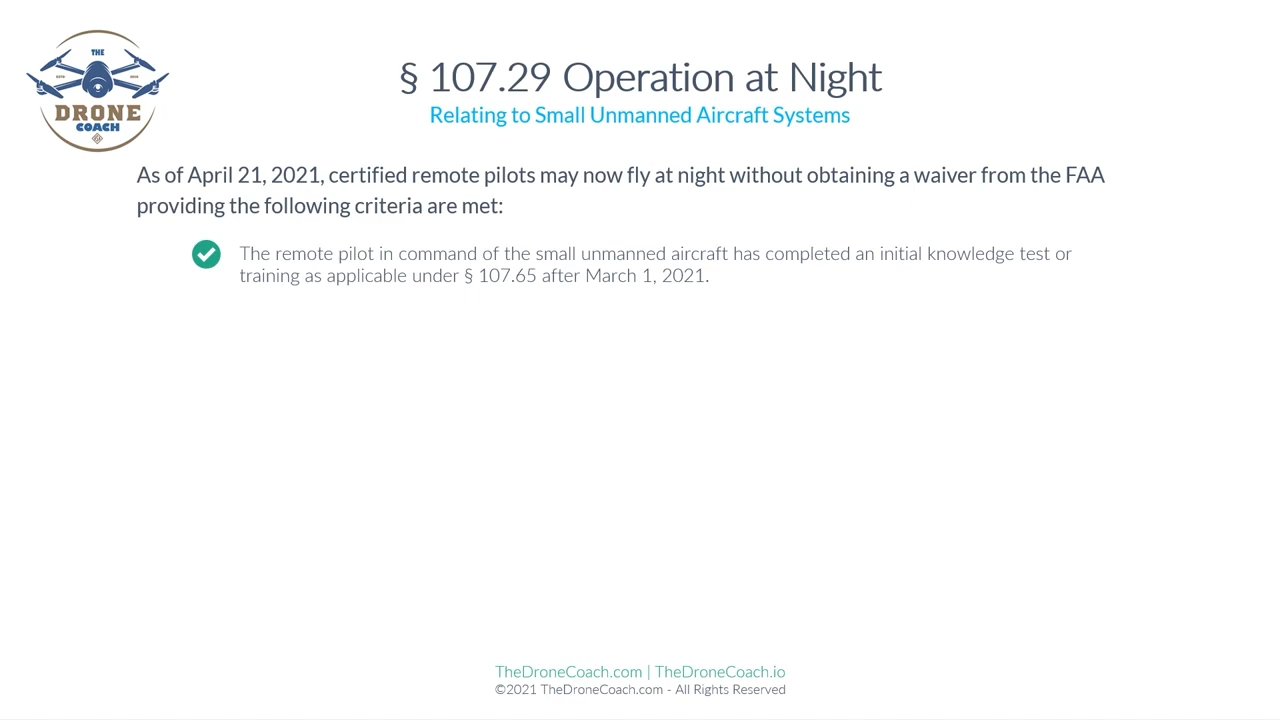 THE
DRONE
COACH
§ 107.29 Operation at Night
Relating to Small Unmanned Aircraft Systems
As of April 21, 2021, certified remote pilots may now fly at night without obtaining a waiver from the FAA
providing the following criteria are met:
The remote pilot in command of the small unmanned aircraft has completed an initial knowledge test or
training as applicable under § 107.65 after March 1, 2021.
TheDroneCoach.com | TheDroneCoach.io
©2021 TheDroneCoach.com - All Rights Reserved